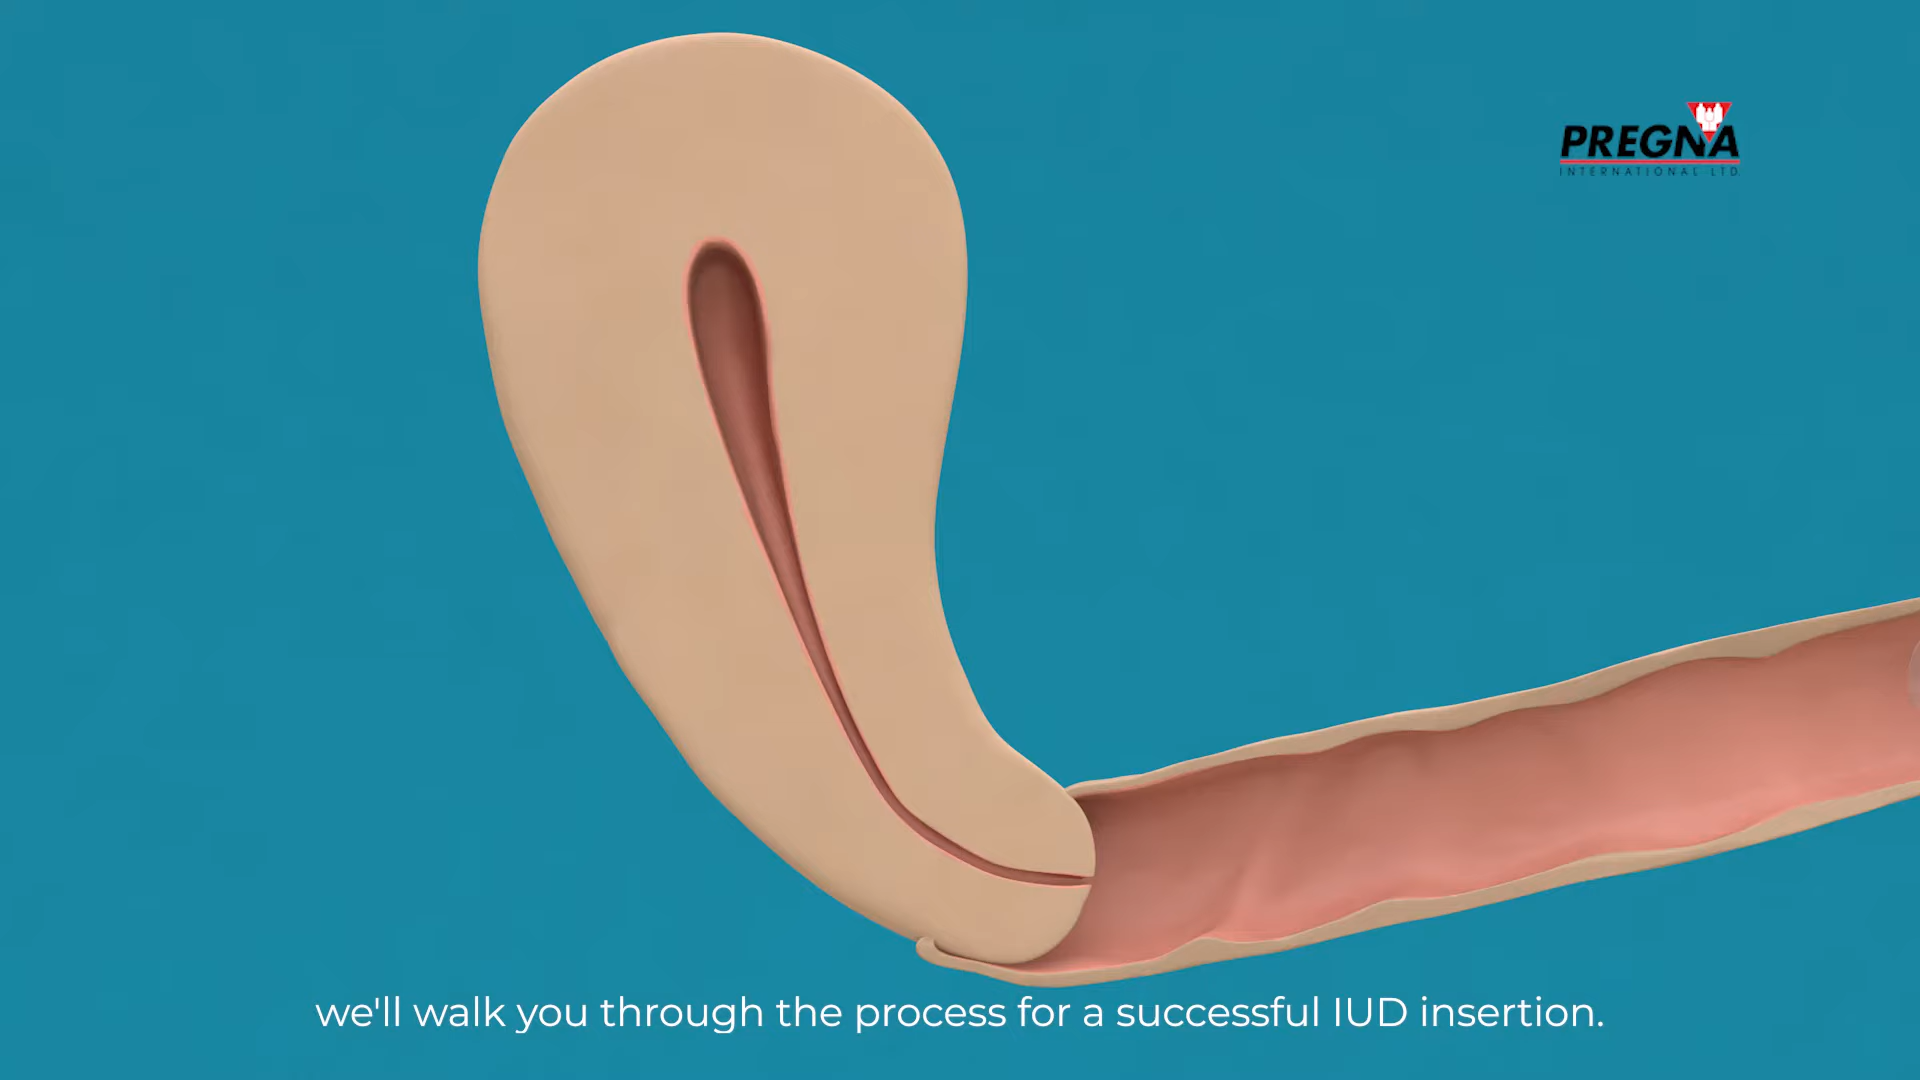 PREGNA
INTERNATIONAL LTD.
we'll walk you through the process for a successful IUD insertion.